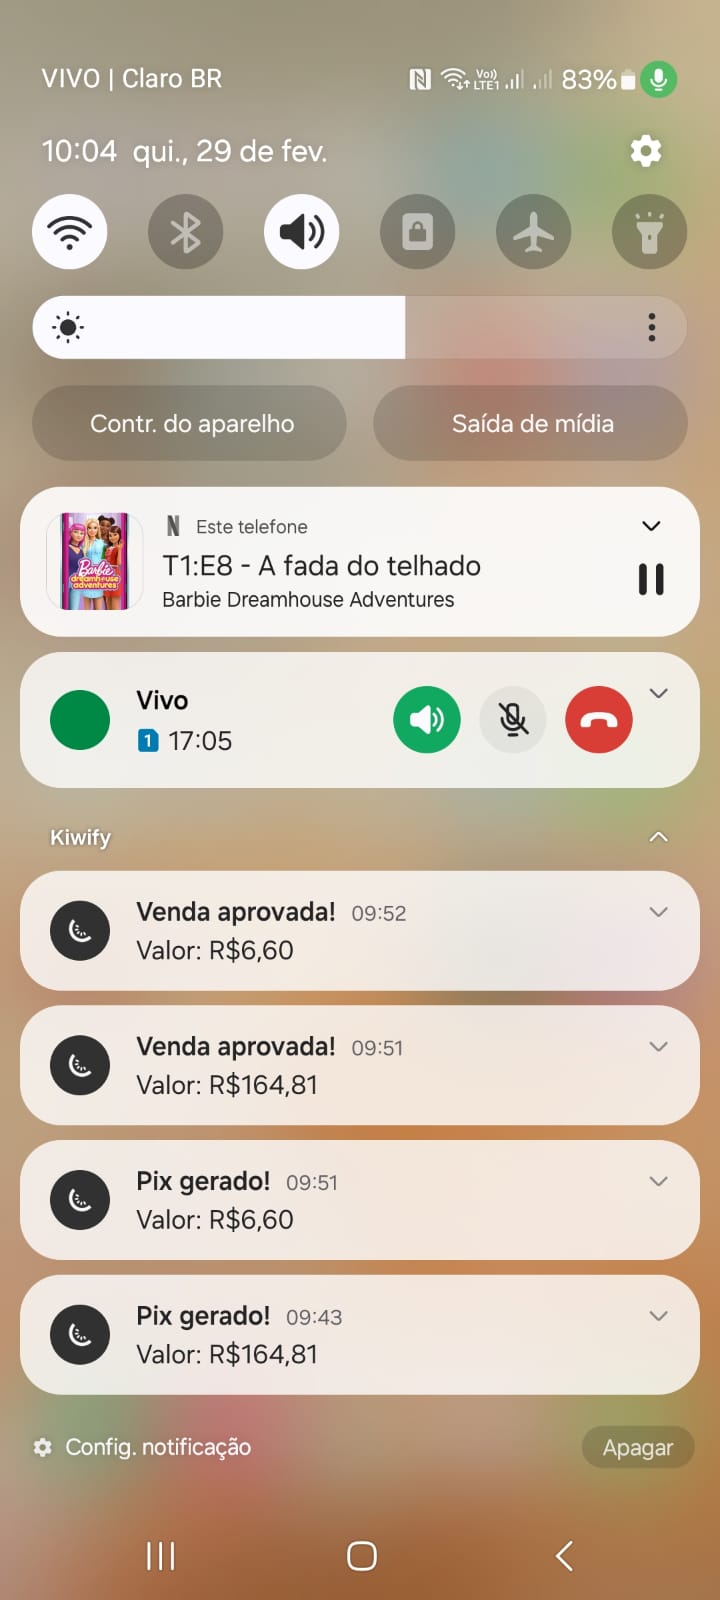 VIVO | Claro BR
Vo)) LTE1 83%
10:04 qui., 29 de fev.
Contr. do aparelho
Saída de mídia
N Este telefone
T1:E8 - A fada do telhado
Barbie Dreamhouse Adventures
Barbie
dreamhouse
adventures
Vivo
1 17:05
Kiwify
Venda aprovada! 09:52
Valor: R$6,60
Venda aprovada! 09:51
Valor: R$164,81
Pix gerado! 09:51
Valor: R$6,60
Pix gerado! 09:43
Valor: R$164,81
Config. notificação
Apagar